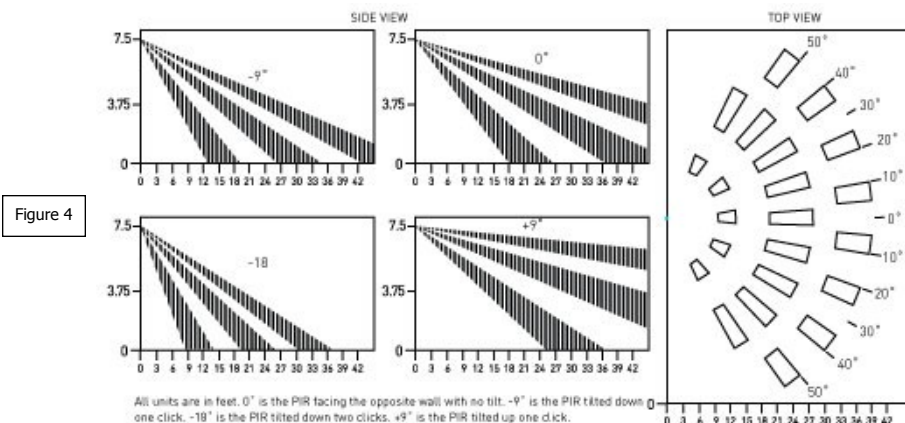 SIDE VIEW
TOP VIEW
7.5
3.75
0
-9°
0 3 6 9 12 15 18 21 24 27 30 33 36 39 42
7.5
3.75
0
0°
0 3 6 9 12 15 18 21 24 27 30 33 36 39 42
Figure 4
7.5
3.75
0
-18
0 3 6 9 12 15 18 21 24 27 30 33 36 39 42
7.5
3.75
0
+9°
0 3 6 9 12 15 18 21 24 27 30 33 36 39 42
50°
40°
30°
20°
10°
0°
10°
20°
30°
40°
50°
0
0 3 6 9 12 15 18 21 24 27 30 33 36 39 42
All units are in feet. 0° is the PIR facing the opposite wall with no tilt. -9° is the PIR tilted down
one click. -18° is the PIR tilted down two clicks. +9° is the PIR tilted up one click.